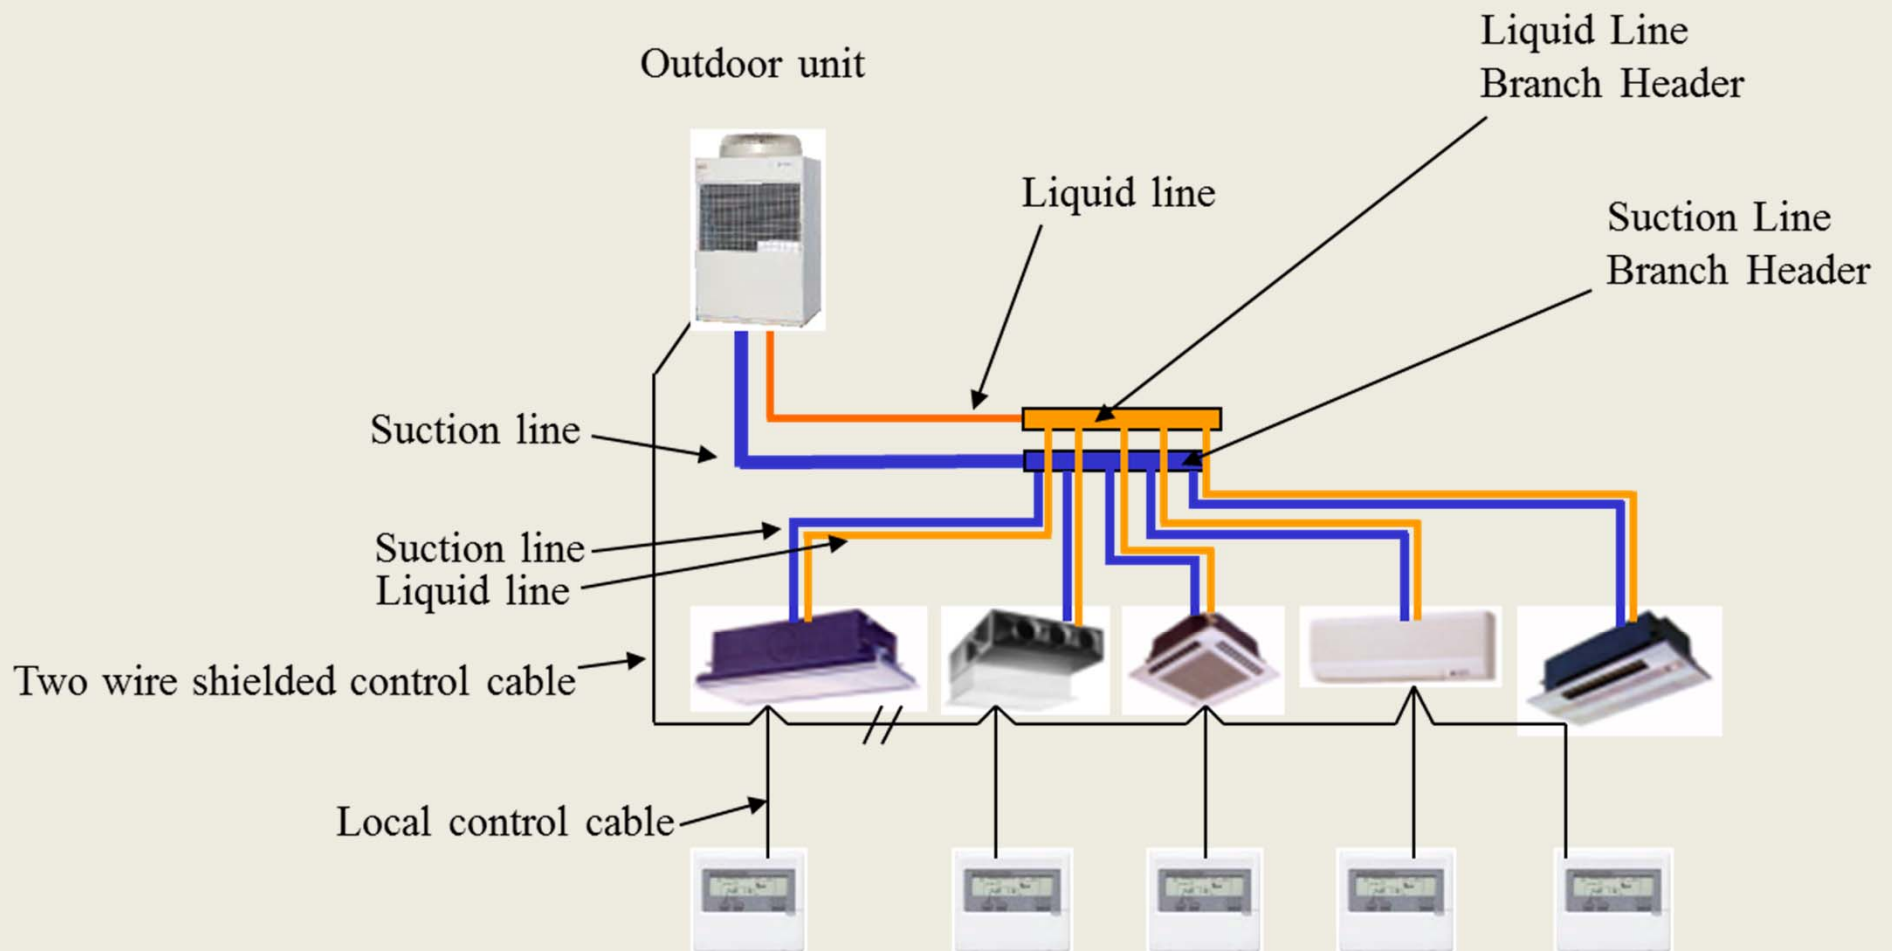 Outdoor unit
Liquid Line
Branch Header
Liquid line
Suction Line
Branch Header
Suction line
Suction line
Liquid line
Two wire shielded control cable
Local control cable